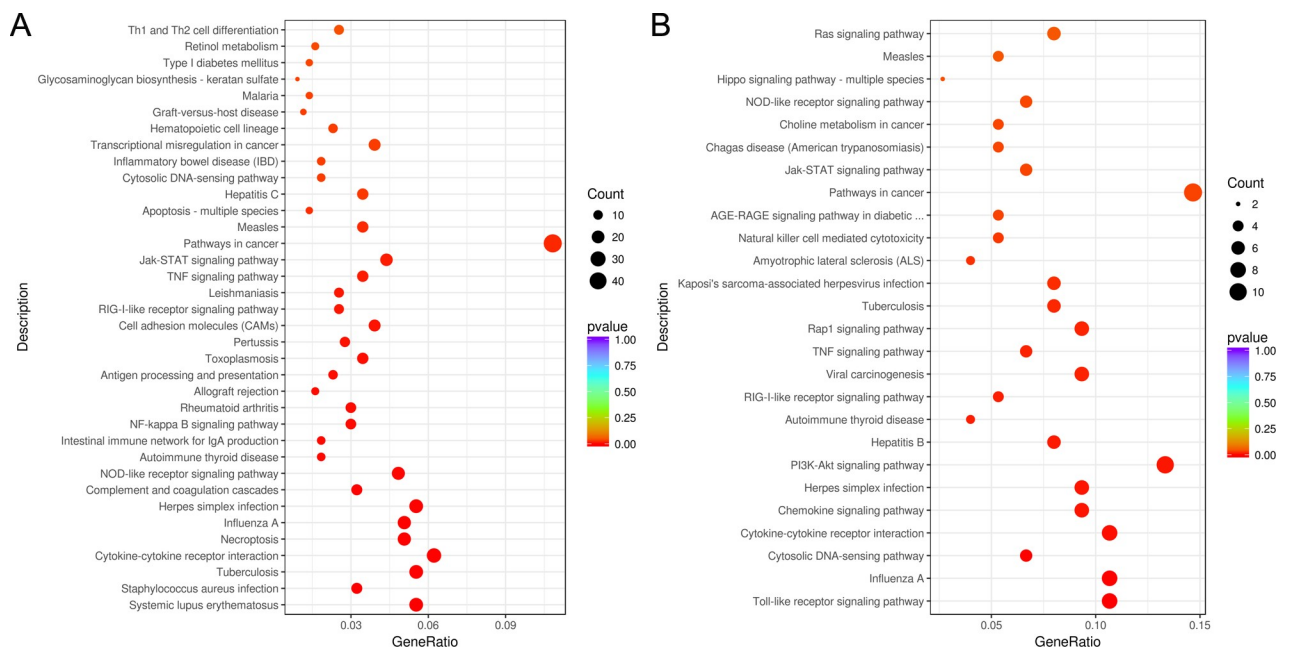 A
Th1 and Th2 cell differentiation
Retinol metabolism
Type I diabetes mellitus
Glycosaminoglycan biosynthesis - keratan sulfate
Malaria
Graft-versus-host disease
Hematopoietic cell lineage
Transcriptional misregulation in cancer
Inflammatory bowel disease (IBD)
Cytosolic DNA-sensing pathway
Hepatitis C
Apoptosis - multiple species
Measles
Pathways in cancer
Jak-STAT signaling pathway
TNF signaling pathway
Leishmaniasis
RIG-I-like receptor signaling pathway
Cell adhesion molecules (CAMs)
Pertussis
Toxoplasmosis
Antigen processing and presentation
Allograft rejection
Rheumatoid arthritis
NF-kappa B signaling pathway
Intestinal immune network for IgA production
Autoimmune thyroid disease
NOD-like receptor signaling pathway
Complement and coagulation cascades
Herpes simplex infection
Influenza A
Necroptosis
Cytokine-cytokine receptor interaction
Tuberculosis
Staphylococcus aureus infection
Systemic lupus erythematosus
Description
0.03 0.06 0.09
GeneRatio
Count
10
20
30
40
pvalue
1.00
0.75
0.50
0.25
0.00
B
Ras signaling pathway
Measles
Hippo signaling pathway - multiple species
NOD-like receptor signaling pathway
Choline metabolism in cancer
Chagas disease (American trypanosomiasis)
Jak-STAT signaling pathway
Pathways in cancer
AGE-RAGE signaling pathway in diabetic ...
Natural killer cell mediated cytotoxicity
Amyotrophic lateral sclerosis (ALS)
Kaposi's sarcoma-associated herpesvirus infection
Tuberculosis
Rap1 signaling pathway
TNF signaling pathway
Viral carcinogenesis
RIG-I-like receptor signaling pathway
Autoimmune thyroid disease
Hepatitis B
PI3K-Akt signaling pathway
Herpes simplex infection
Chemokine signaling pathway
Cytokine-cytokine receptor interaction
Cytosolic DNA-sensing pathway
Influenza A
Toll-like receptor signaling pathway
Description
0.05 0.10 0.15
GeneRatio
Count
2
4
6
8
10
pvalue
1.00
0.75
0.50
0.25
0.00